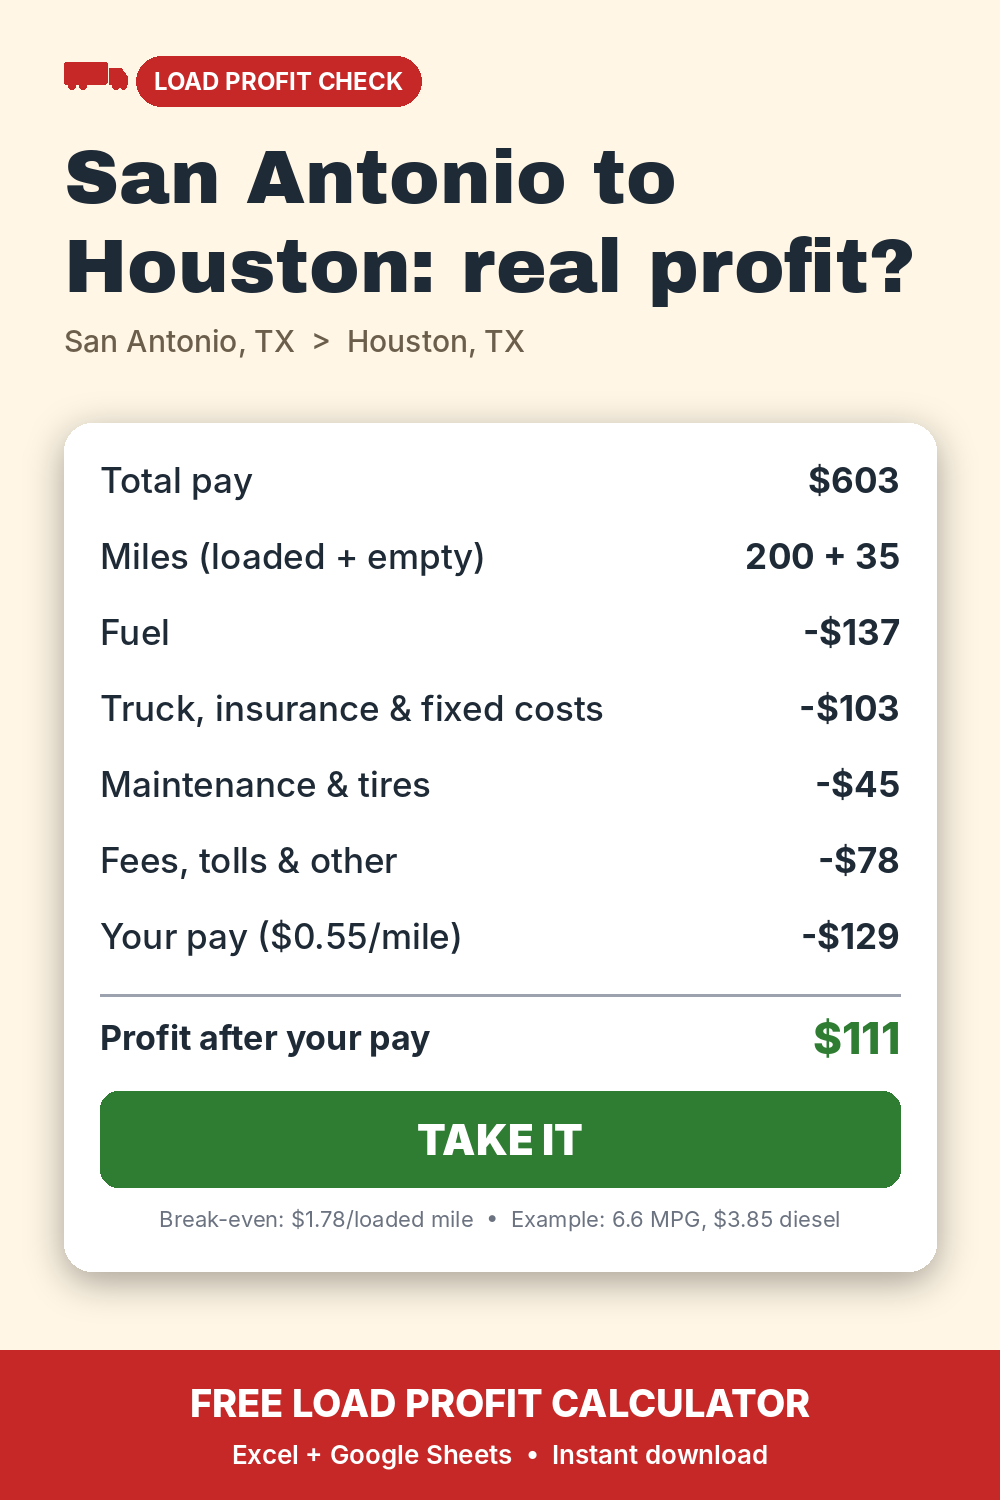 LOAD PROFIT CHECK
San Antonio to
Houston: real profit?
San Antonio, TX > Houston, TX
Total pay $603
Miles (loaded + empty) 200 + 35
Fuel -$137
Truck, insurance & fixed costs -$103
Maintenance & tires -$45
Fees, tolls & other -$78
Your pay ($0.55/mile) -$129
Profit after your pay $111
TAKE IT
Break-even: $1.78/loaded mile • Example: 6.6 MPG, $3.85 diesel
FREE LOAD PROFIT CALCULATOR
Excel + Google Sheets • Instant download